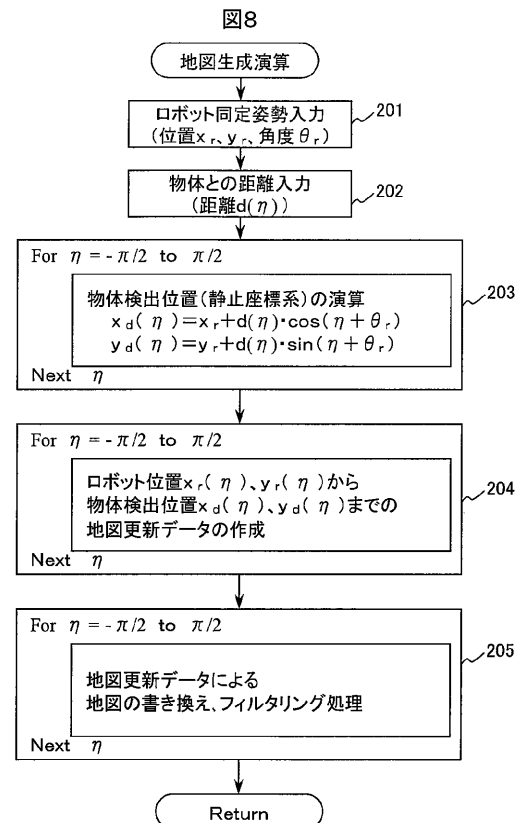 図8
地図生成演算
ロボット同定姿勢入力
(位置xr、yr、角度θr)
201
物体との距離入力
(距離d(η))
202
For η = - π/2 to π/2
物体検出位置(静止座標系)の演算
xd(η)=xr+d(η)・cos(η+θr)
yd(η)=yr+d(η)・sin(η+θr)
Next η
203
For η = - π/2 to π/2
ロボット位置xr(η)、yr(η)から
物体検出位置xd(η)、yd(η)までの
地図更新データの作成
Next η
204
For η = - π/2 to π/2
地図更新データによる
地図の書き換え、フィルタリング処理
Next η
205
Return